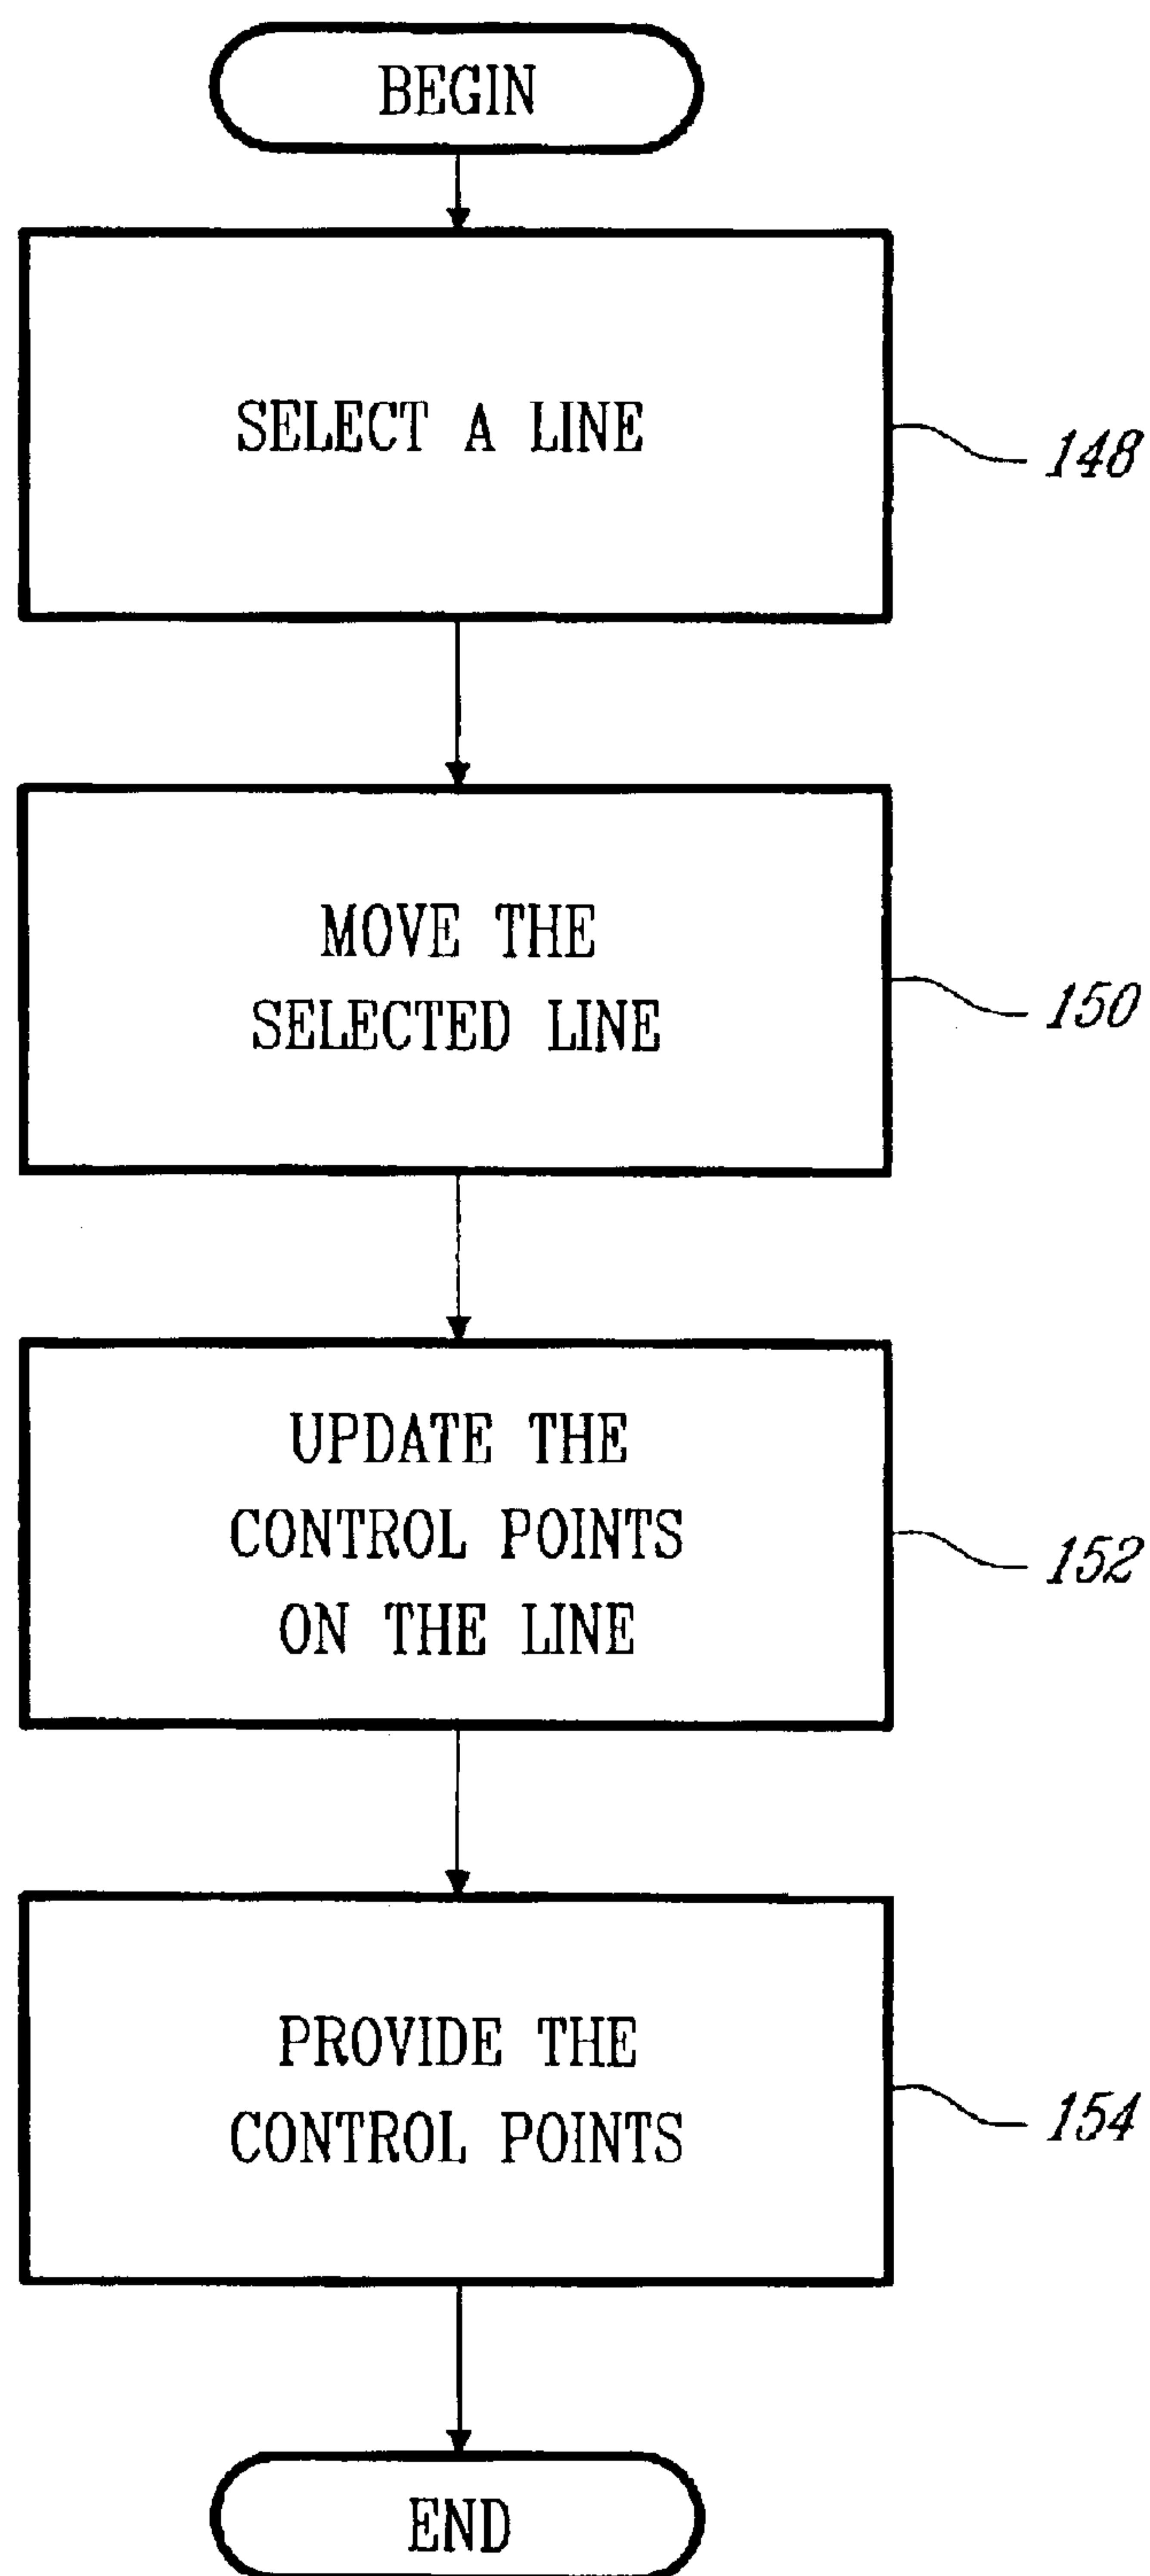 BEGIN
SELECT A LINE
148
MOVE THE
SELECTED LINE
150
UPDATE THE
CONTROL POINTS
ON THE LINE
152
PROVIDE THE
CONTROL POINTS
154
END